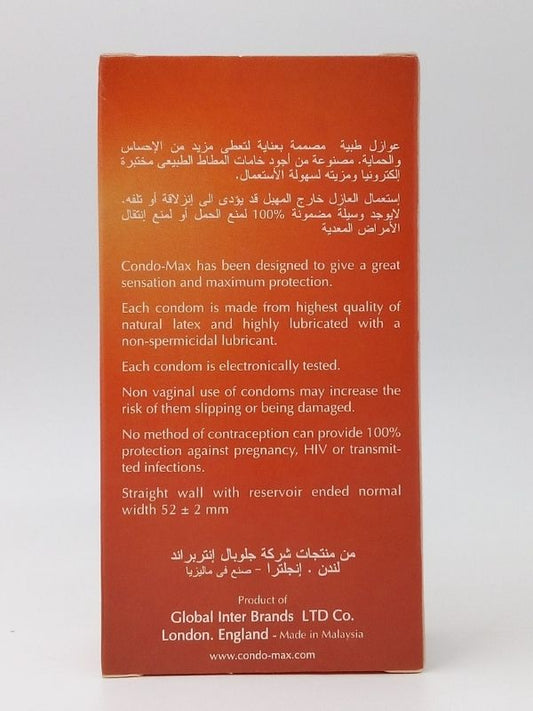 عوازل طبية مصممة بعناية لتعطى مزيد من الإحساس
والحماية. مصنوعة من أجود خامات المطاط الطبيعى مختبرة
إلكترونيا ومزيته لسهولة الأستعمال.
إستعمال العازل خارج المهبل قد يؤدى الى إنزلاقة أو تلفه.
لايوجد وسيلة مضمونة 100% لمنع الحمل أو لمنع إنتقال
الأمراض المعدية
Condo-Max has been designed to give a great
sensation and maximum protection.
Each condom is made from highest quality of
natural latex and highly lubricated with a
non-spermicidal lubricant.
Each condom is electronically tested.
Non vaginal use of condoms may increase the
risk of them slipping or being damaged.
No method of contraception can provide 100%
protection against pregnancy, HIV or transmit-
ted infections.
Straight wall with reservoir ended normal
width 52 ± 2 mm
من منتجات شركة جلوبال إنتربراند
لندن . إنجلترا - صنع فى ماليزيا
Product of
Global Inter Brands LTD Co.
London. England - Made in Malaysia
www.condo-max.com